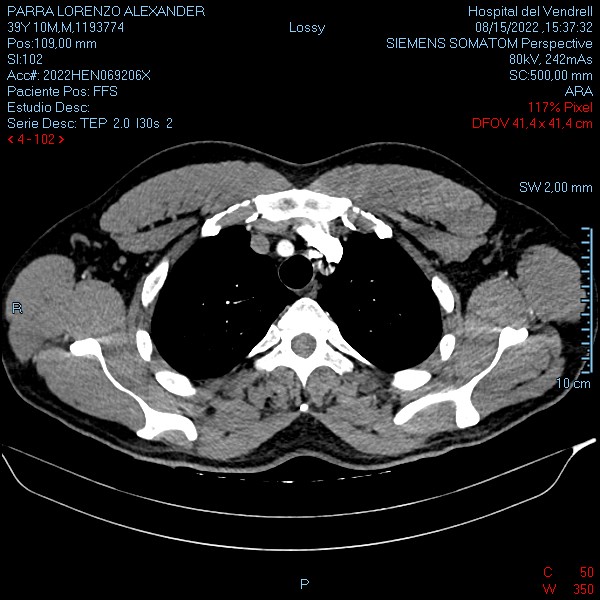 PARRA LORENZO ALEXANDER
39Y 10M,M,1193774
Pos:109,00 mm
SI:102
Acc#: 2022HEN069206X
Paciente Pos: FFS
Estudio Desc:
Serie Desc: TEP 2.0 I30s 2
< 4 - 102 >
Lossy
Hospital del Vendrell
08/15/2022 , 15:37:32
SIEMENS SOMATOM Perspective
80kV, 242mAs
SC:500,00 mm
ARA
117% Pixel
DFOV 41,4 x 41,4 cm
SW 2,00 mm
R
10 cm
P
C 50
W 350